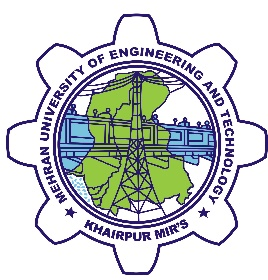 MEHRAN UNIVERSITY OF ENGINEERING AND TECHNOLOGY
KHAIRPUR MIR'S